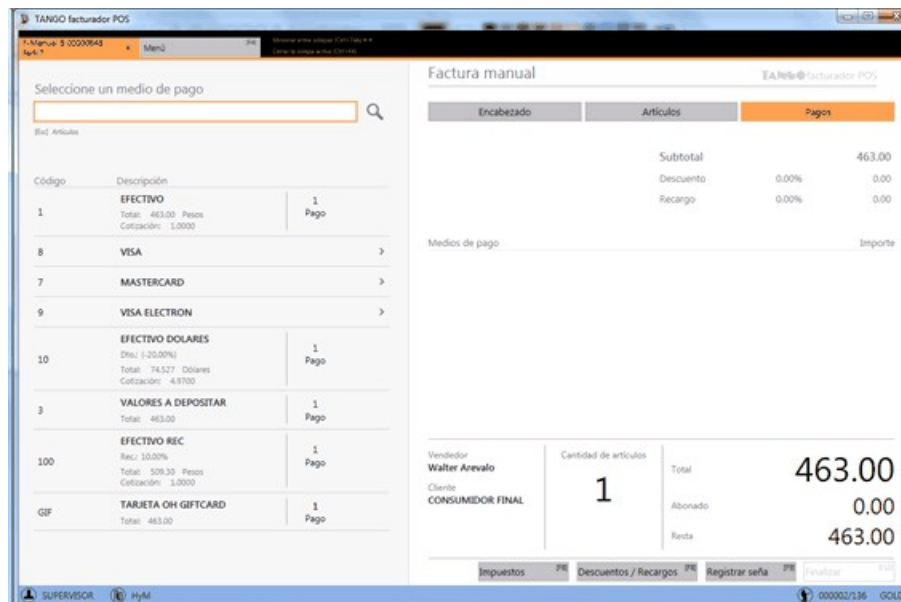 TANGO facturador POS
Menú
Seleccione un medio de pago
Código Descripción
1 EFECTIVO 1 Pago
Total: 463.00 Pesos
Cotización: 1.0000
8 VISA
7 MASTERCARD
9 VISA ELECTRON
10 EFECTIVO DOLARES 1 Pago
Dto.: (-20.00%)
Total: 74.527 Dólares
Cotización: 4.9700
3 VALORES A DEPOSITAR 1 Pago
Total: 463.00
100 EFECTIVO REC 1 Pago
Rec.: 10.00%
Total: 509.30 Pesos
Cotización: 1.0000
GIF TARJETA OH GIFTCARD 1 Pago
Total: 463.00
Factura manual
TANGO facturador POS
Encabezado Artículos Pagos
Subtotal 463.00
Descuento 0.00% 0.00
Recargo 0.00% 0.00
Medios de pago Importe
Vendedor
Walter Arevalo
Cliente
CONSUMIDOR FINAL
Cantidad de artículos
1
Total 463.00
Abonado 0.00
Resta 463.00
Impuestos Descuentos / Recargos Registrar seña Finalizar
SUPERVISOR HyM 000002/136 GOLD